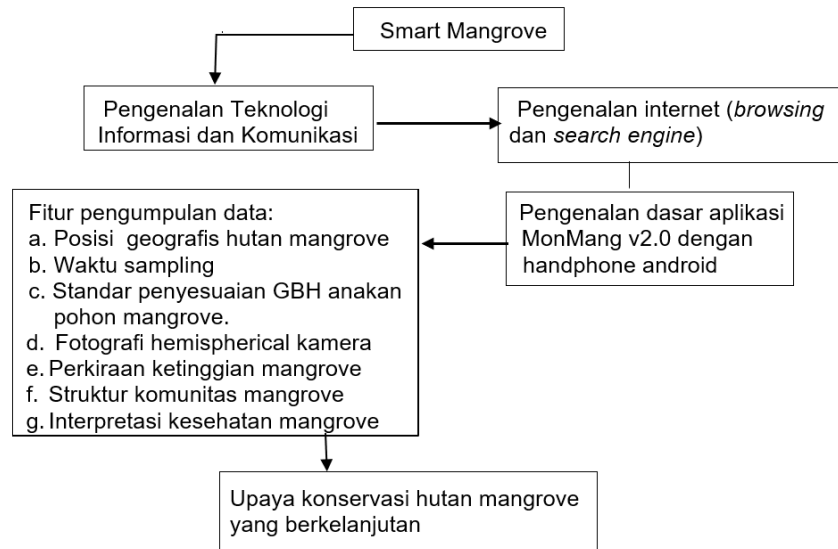 Smart Mangrove
Pengenalan Teknologi
Informasi dan Komunikasi
Pengenalan internet (browsing
dan search engine)
Pengenalan dasar aplikasi
MonMang v2.0 dengan
handphone android
Fitur pengumpulan data:
a. Posisi geografis hutan mangrove
b. Waktu sampling
c. Standar penyesuaian GBH anakan
pohon mangrove.
d. Fotografi hemispherical kamera
e. Perkiraan ketinggian mangrove
f. Struktur komunitas mangrove
g. Interpretasi kesehatan mangrove
Upaya konservasi hutan mangrove
yang berkelanjutan